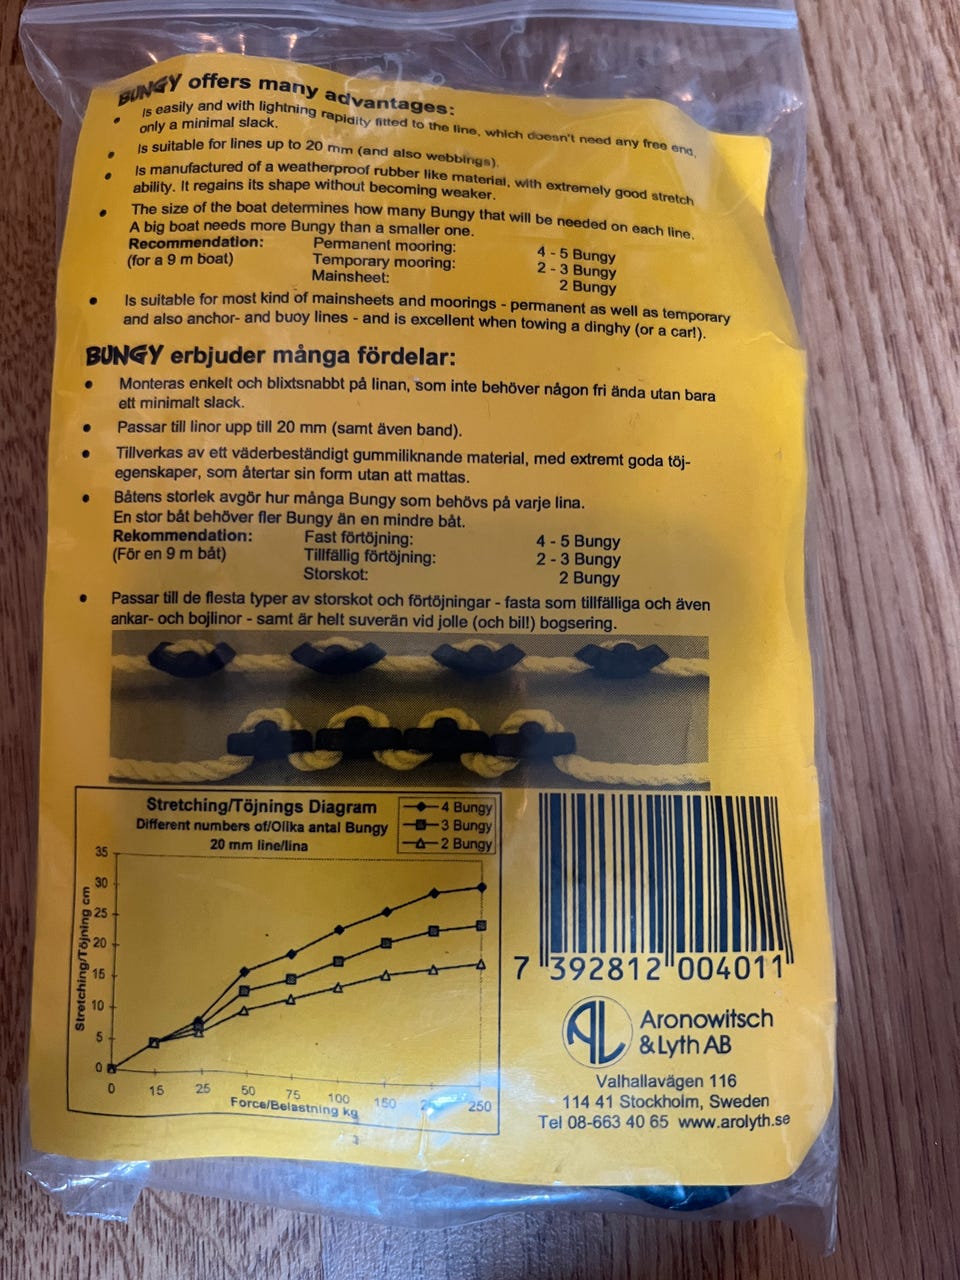 BUNGY offers many advantages:
• Is easily and with lightning rapidity fitted to the line, which doesn't need any free end,
only a minimal slack.
• Is suitable for lines up to 20 mm (and also webbings).
• Is manufactured of a weatherproof rubber like material, with extremely good stretch
ability. It regains its shape without becoming weaker.
• The size of the boat determines how many Bungy that will be needed on each line.
A big boat needs more Bungy than a smaller one.
Recommendation: Permanent mooring: 4 - 5 Bungy
(for a 9 m boat) Temporary mooring: 2 - 3 Bungy
Mainsheet: 2 Bungy
• Is suitable for most kind of mainsheets and moorings - permanent as well as temporary
and also anchor- and buoy lines - and is excellent when towing a dinghy (or a car!).
BUNGY erbjuder många fördelar:
• Monteras enkelt och blixtsnabbt på linan, som inte behöver någon fri ända utan bara
ett minimalt slack.
• Passar till linor upp till 20 mm (samt även band).
• Tillverkas av ett väderbeständigt gummiliknande material, med extremt goda töj-
egenskaper, som återtar sin form utan att mattas.
• Båtens storlek avgör hur många Bungy som behövs på varje lina.
En stor båt behöver fler Bungy än en mindre båt.
Rekommendation: Fast förtöjning: 4 - 5 Bungy
(För en 9 m båt) Tillfällig förtöjning: 2 - 3 Bungy
Storskot: 2 Bungy
• Passar till de flesta typer av storskot och förtöjningar - fasta som tillfälliga och även
ankar- och bojlinor - samt är helt suverän vid jolle (och bil!) bogsering.
Stretching/Töjnings Diagram
Different numbers of/Olika antal Bungy
20 mm line/lina
4 Bungy
3 Bungy
2 Bungy
Stretching/Töjning cm
35
30
25
20
15
10
5
0
0 15 25 50 75 100 150 250
Force/Belastning kg
7 392812 004011
AL
Aronowitsch
& Lyth AB
Valhallavägen 116
114 41 Stockholm, Sweden
Tel 08-663 40 65 www.arolyth.se